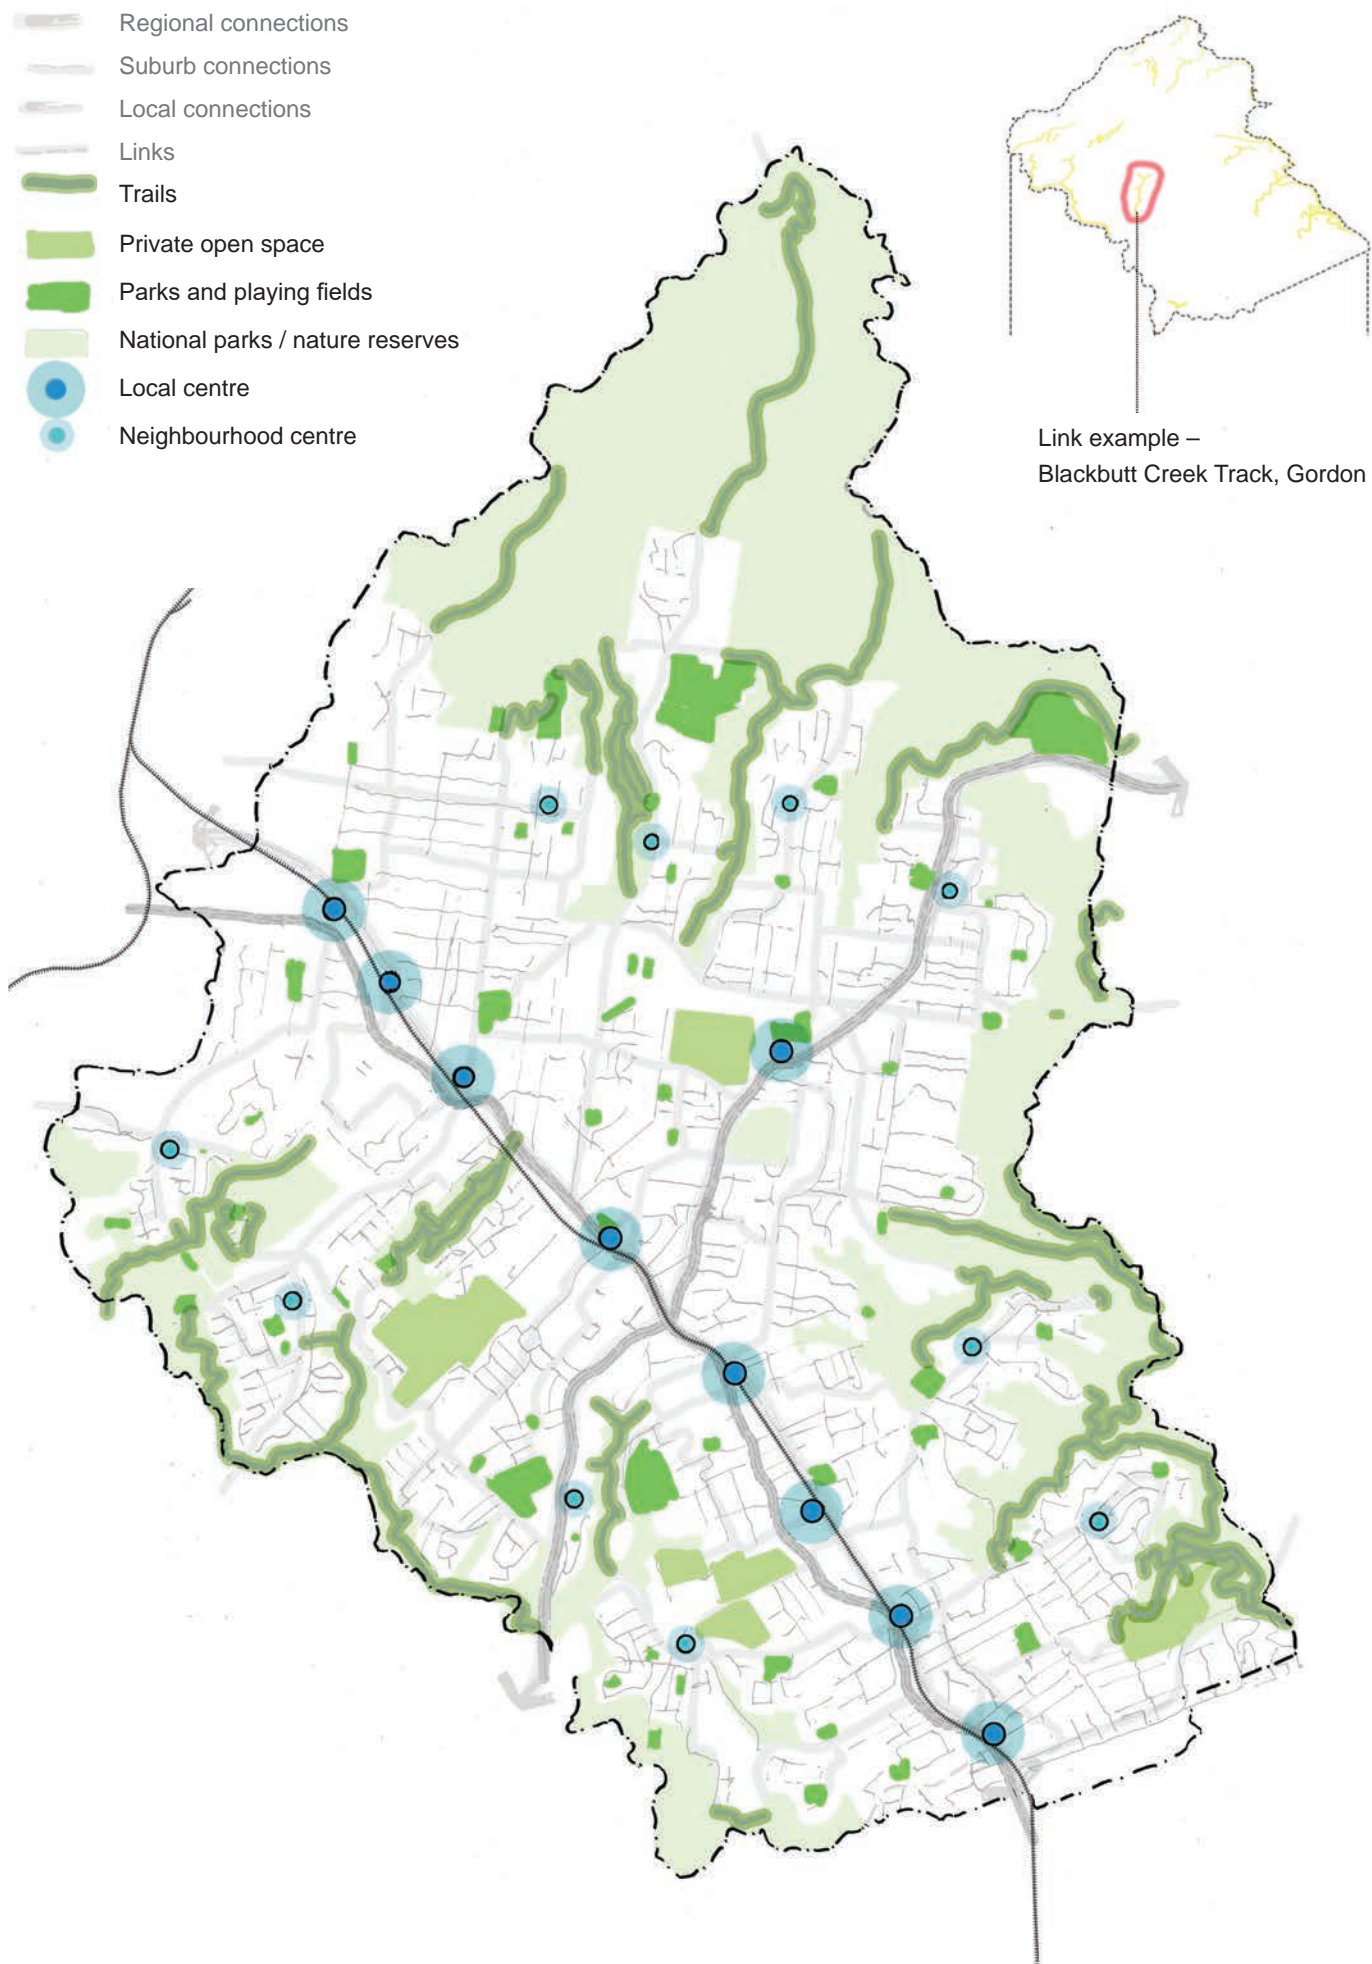 Regional connections
Suburb connections
Local connections
Links
Trails
Private open space
Parks and playing fields
National parks / nature reserves
Local centre
Neighbourhood centre
Link example –
Blackbutt Creek Track, Gordon